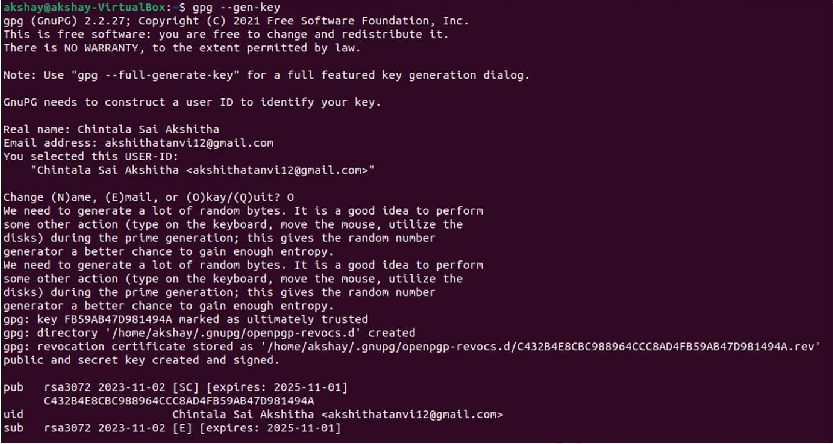 akshay@akshay-VirtualBox:~$ gpg --gen-key
gpg (GnuPG) 2.2.27; Copyright (C) 2021 Free Software Foundation, Inc.
This is free software: you are free to change and redistribute it.
There is NO WARRANTY, to the extent permitted by law.
Note: Use "gpg --full-generate-key" for a full featured key generation dialog.
GnuPG needs to construct a user ID to identify your key.
Real name: Chintala Sai Akshitha
Email address: akshithatanvi12@gmail.com
You selected this USER-ID:
"Chintala Sai Akshitha <akshithatanvi12@gmail.com>"
Change (N)ame, (E)mail, or (O)kay/(Q)uit? O
We need to generate a lot of random bytes. It is a good idea to perform
some other action (type on the keyboard, move the mouse, utilize the
disks) during the prime generation; this gives the random number
generator a better chance to gain enough entropy.
We need to generate a lot of random bytes. It is a good idea to perform
some other action (type on the keyboard, move the mouse, utilize the
disks) during the prime generation; this gives the random number
generator a better chance to gain enough entropy.
gpg: key FB59AB47D981494A marked as ultimately trusted
gpg: directory '/home/akshay/.gnupg/openpgp-revocs.d' created
gpg: revocation certificate stored as '/home/akshay/.gnupg/openpgp-revocs.d/C432B4E8CBC9B8964CCC8AD4FB59AB47D981494A.rev'
public and secret key created and signed.
pub rsa3072 2023-11-02 [SC] [expires: 2025-11-01]
C432B4E8CBC9B8964CCC8AD4FB59AB47D981494A
uid Chintala Sai Akshitha <akshithatanvi12@gmail.com>
sub rsa3072 2023-11-02 [E] [expires: 2025-11-01]